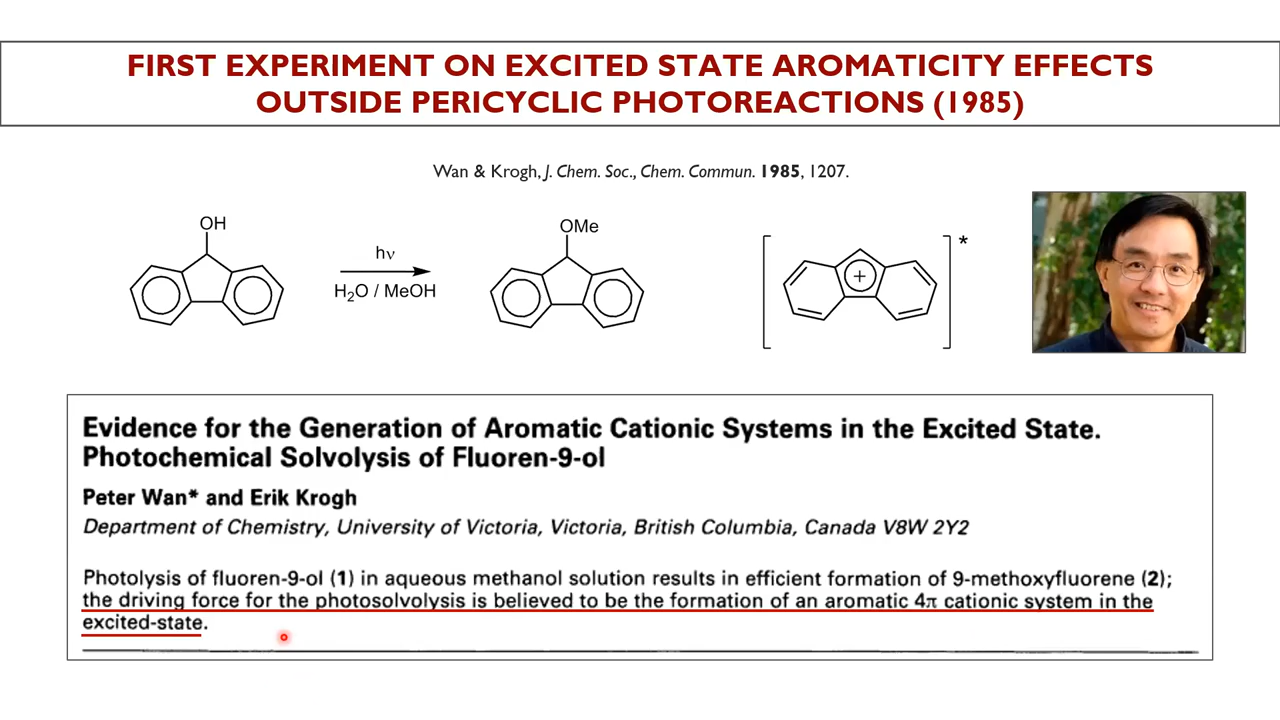 FIRST EXPERIMENT ON EXCITED STATE AROMATICITY EFFECTS
OUTSIDE PERICYCLIC PHOTOREACTIONS (1985)
Wan & Krogh, J. Chem. Soc., Chem. Commun. 1985, 1207.
OH
hν
H₂O / MeOH
OMe
+
*
Evidence for the Generation of Aromatic Cationic Systems in the Excited State.
Photochemical Solvolysis of Fluoren-9-ol
Peter Wan* and Erik Krogh
Department of Chemistry, University of Victoria, Victoria, British Columbia, Canada V8W 2Y2
Photolysis of fluoren-9-ol (1) in aqueous methanol solution results in efficient formation of 9-methoxyfluorene (2);
the driving force for the photosolvolysis is believed to be the formation of an aromatic 4π cationic system in the
excited-state.